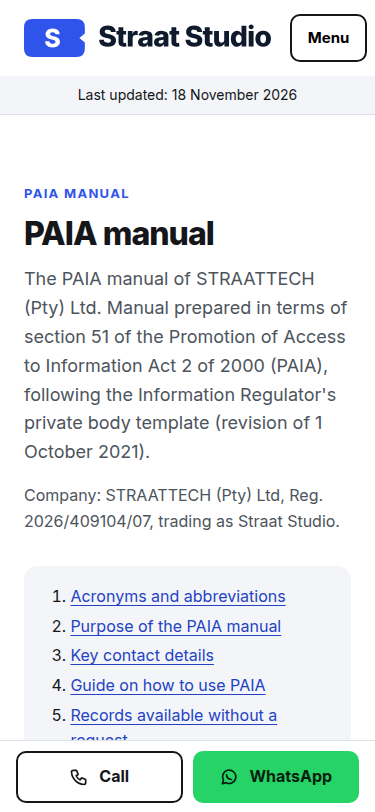 S Straat Studio Menu
Last updated: 18 November 2026
PAIA MANUAL
PAIA manual
The PAIA manual of STRAATTECH
(Pty) Ltd. Manual prepared in terms of
section 51 of the Promotion of Access
to Information Act 2 of 2000 (PAIA),
following the Information Regulator's
private body template (revision of 1
October 2021).
Company: STRAATTECH (Pty) Ltd, Reg.
2026/409104/07, trading as Straat Studio.
1. Acronyms and abbreviations
2. Purpose of the PAIA manual
3. Key contact details
4. Guide on how to use PAIA
5. Records available without a
request
Call WhatsApp